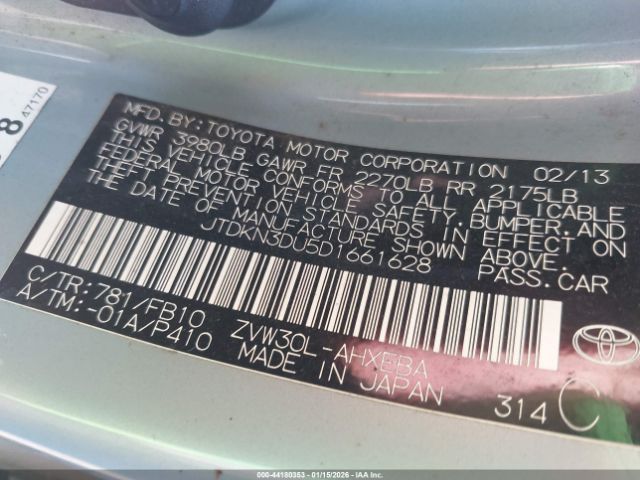 8 47170
MFD. BY: TOYOTA MOTOR CORPORATION 02/13
GVWR 3980LB GAWR FR 2270LB RR 2175LB
THIS VEHICLE CONFORMS TO ALL APPLICABLE
FEDERAL MOTOR VEHICLE SAFETY, BUMPER, AND
THEFT PREVENTION STANDARDS IN EFFECT ON
THE DATE OF MANUFACTURE SHOWN ABOVE.
JTDKN3DU5D1661628 PASS. CAR
C/TR: 781/FB10 ZVW30L-AHXEBA
A/TM: -01A/P410 MADE IN JAPAN
314 C
000-44180353 - 01/15/2026 - IAA Corp.